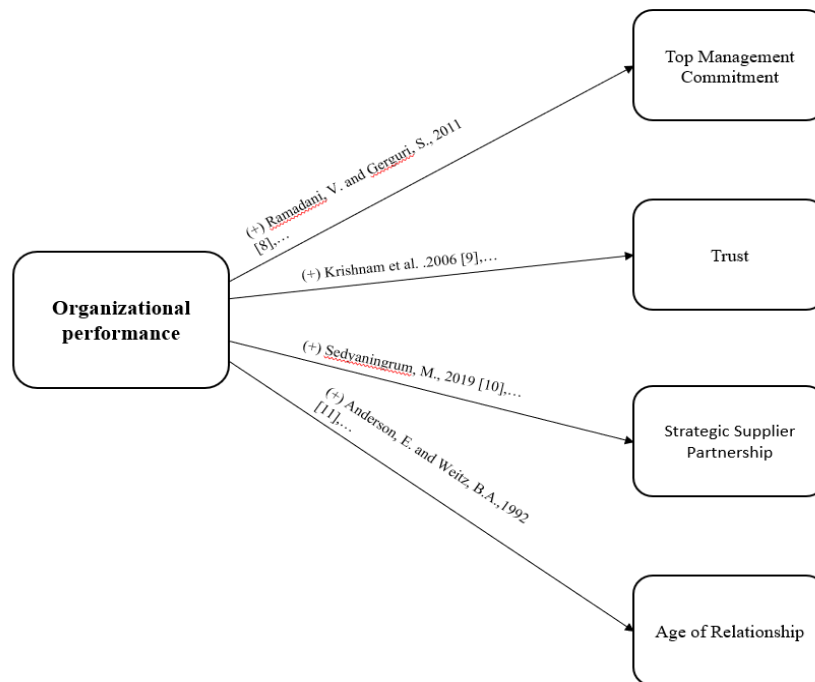 Top Management
Commitment
(+) Ramadani, V. and Gerguri, S., 2011
[8],…
Trust
(+) Krishnam et al. .2006 [9],…
Organizational
performance
(+) Sedyaningrum, M., 2019 [10],…
Strategic Supplier
Partnership
(+) Anderson, E. and Weitz, B.A.,1992
[11],…
Age of Relationship